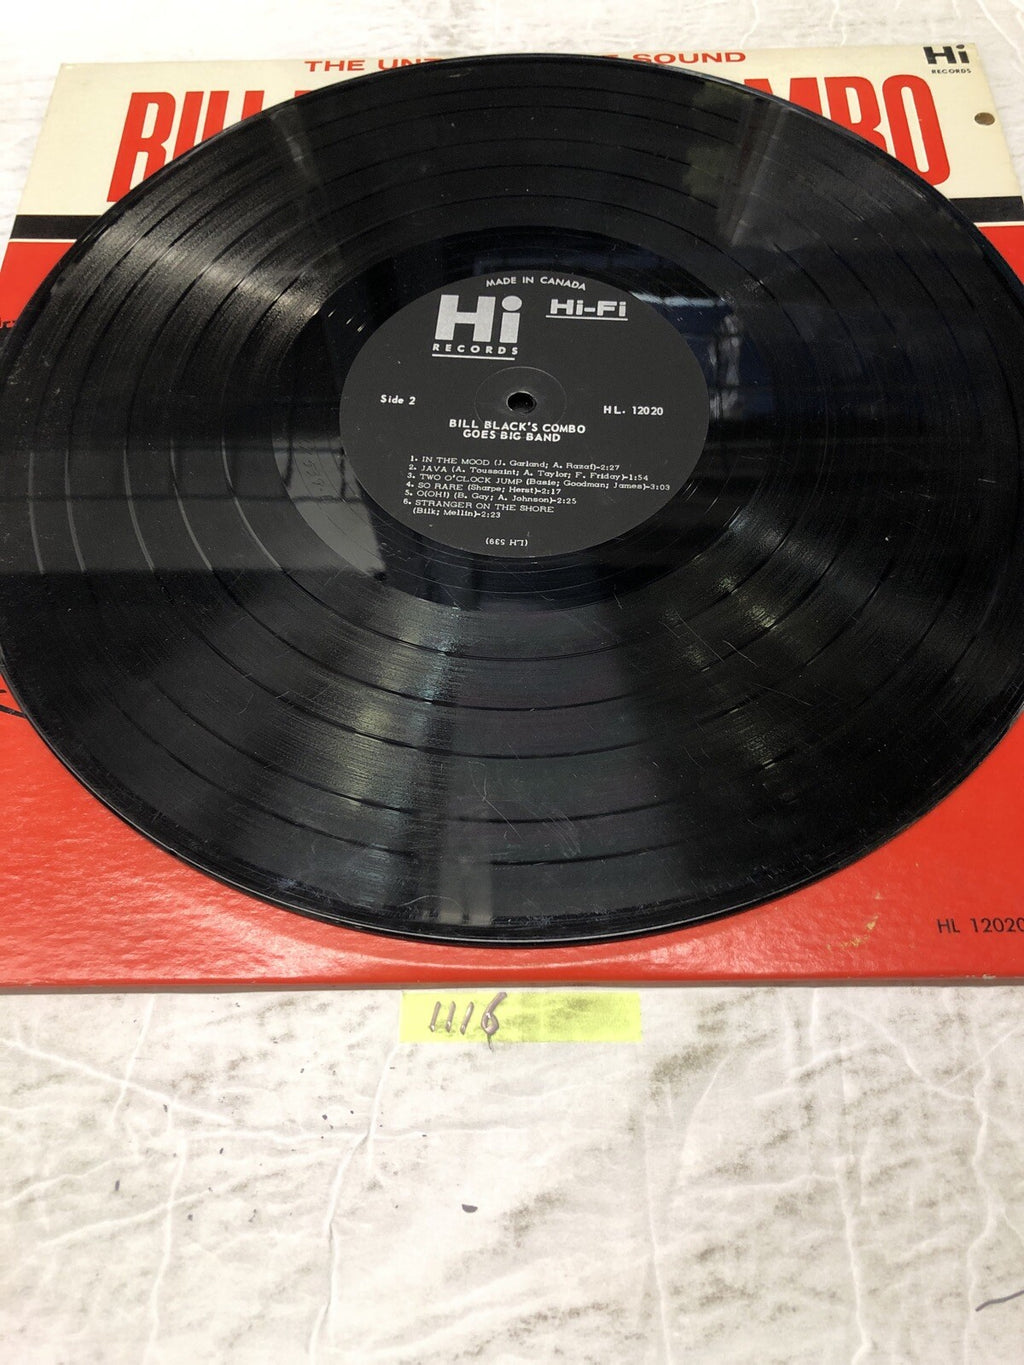 THE SOUND
Hi
RECORDS
BILL MBO
MADE IN CANADA
Hi
RECORDS
Hi-Fi
Side 2
HL. 12020
BILL BLACK'S COMBO
GOES BIG BAND
1. IN THE MOOD (J. Garland; A. Razaf)-2:27
2. JAVA (A. Toussaint; A. Taylor; F. Friday)-1:54
3. TWO O'CLOCK JUMP (Basie; Goodman; James)-3:03
4. SO RARE (Sharpe; Herst)-2:17
5. O(OH!) (B. Gay; A. Johnson)-2:25
6. STRANGER ON THE SHORE
(Bilk; Mellin)-2:23
(LH 539)
HL 12020
1116